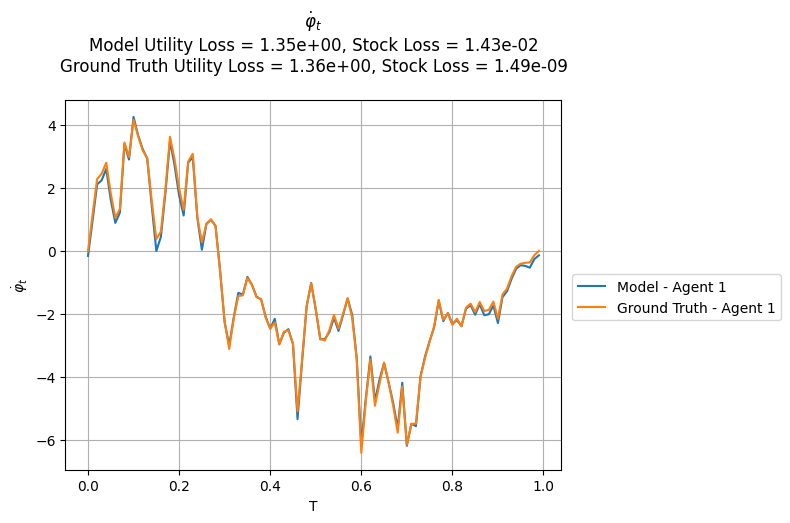 φ̇ₜ
Model Utility Loss = 1.35e+00, Stock Loss = 1.43e-02
Ground Truth Utility Loss = 1.36e+00, Stock Loss = 1.49e-09
4
2
0
−2
−4
−6
φ̇ₜ
0.0 0.2 0.4 0.6 0.8 1.0
T
Model - Agent 1
Ground Truth - Agent 1